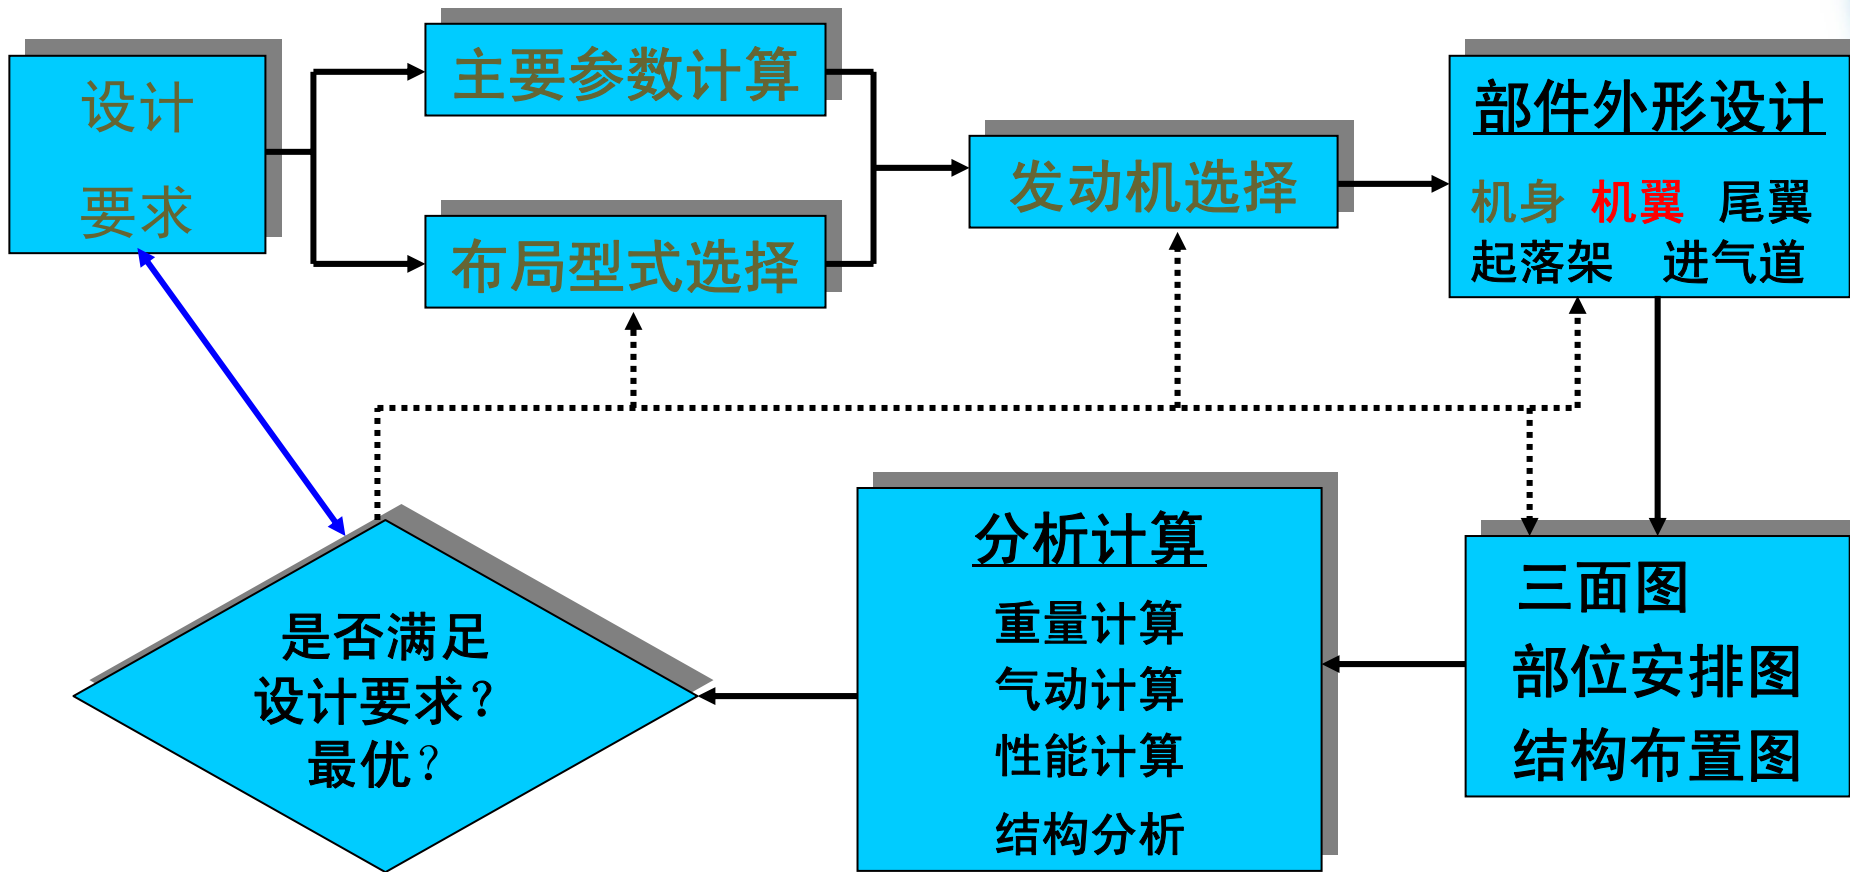 设计
要求
主要参数计算
布局型式选择
发动机选择
部件外形设计
机身 机翼 尾翼
起落架 进气道
三面图
部位安排图
结构布置图
分析计算
重量计算
气动计算
性能计算
结构分析
是否满足
设计要求？
最优？